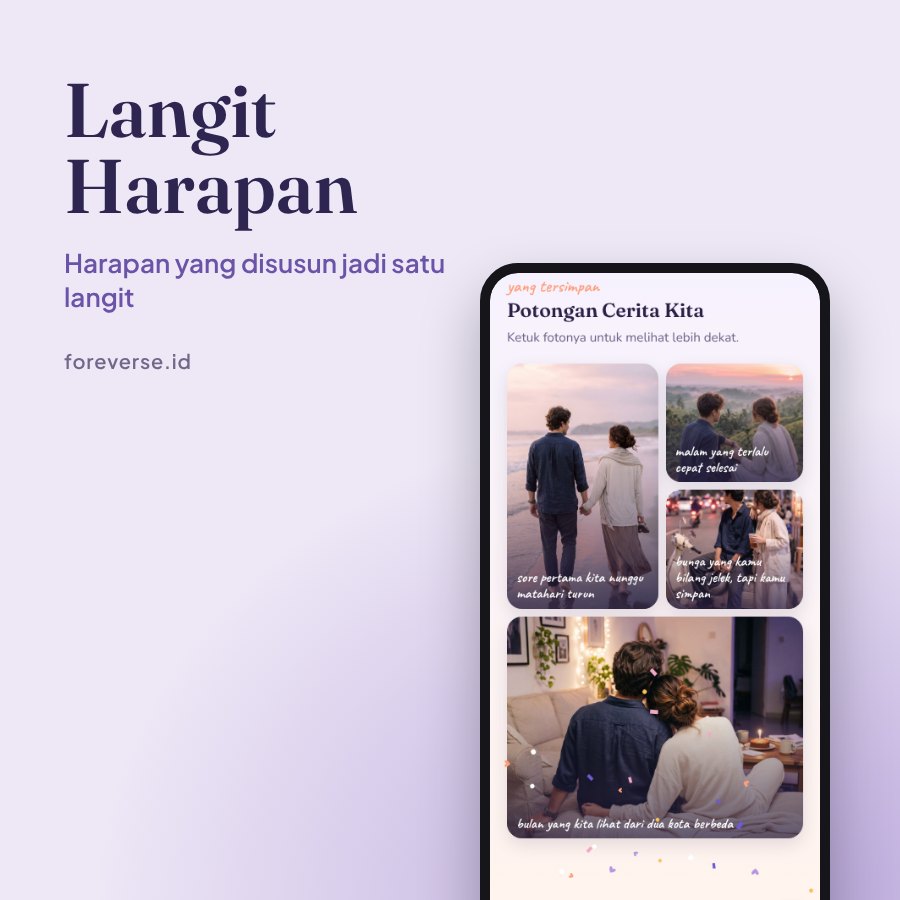 Langit
Harapan
Harapan yang disusun jadi satu
langit
foreverse.id
yang tersimpan
Potongan Cerita Kita
Ketuk fotonya untuk melihat lebih dekat.
sore pertama kita nunggu
matahari turun
malam yang terlalu
cepat selesai
bunga yang kamu
bilang jelek, tapi kamu
simpan
bulan yang kita lihat dari dua kota berbeda